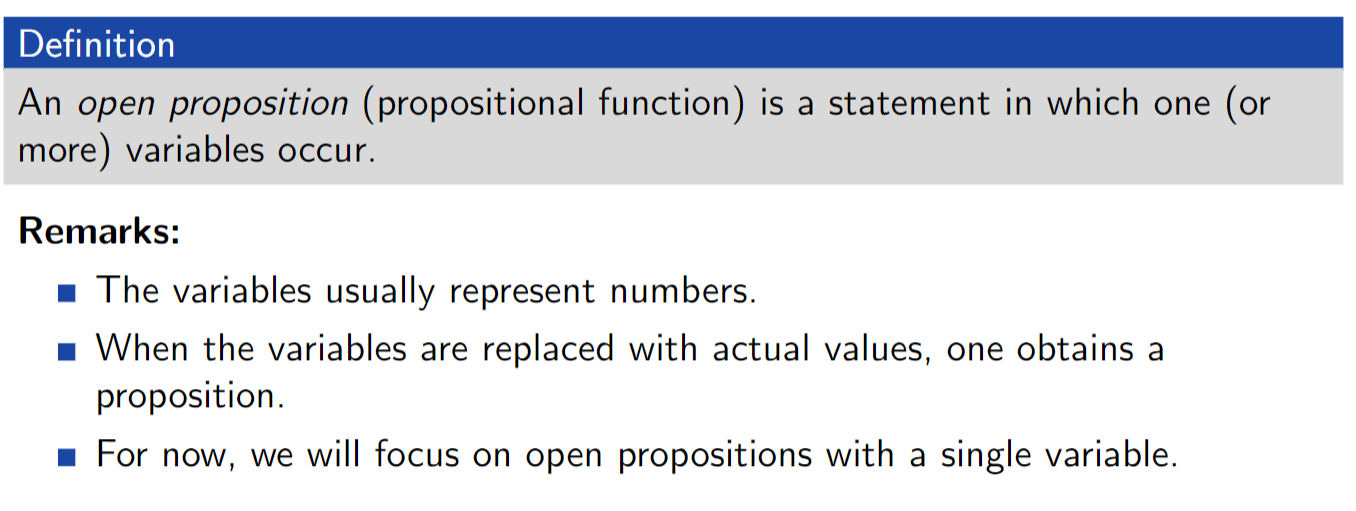 Definition
An open proposition (propositional function) is a statement in which one (or
more) variables occur.
Remarks:
The variables usually represent numbers.
When the variables are replaced with actual values, one obtains a
proposition.
For now, we will focus on open propositions with a single variable.